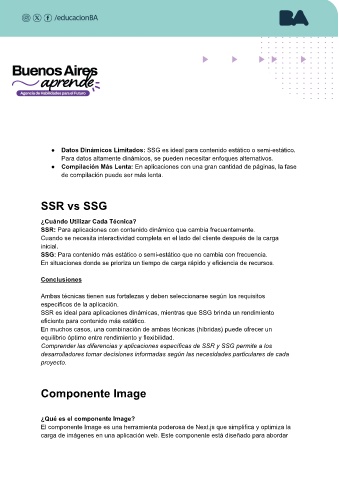 /educacionBA
BA
Buenos Aires
aprende
Agencia de Habilidades para el Futuro
● Datos Dinámicos Limitados: SSG es ideal para contenido estático o semi-estático.
Para datos altamente dinámicos, se pueden necesitar enfoques alternativos.
● Compilación Más Lenta: En aplicaciones con una gran cantidad de páginas, la fase
de compilación puede ser más lenta.
SSR vs SSG
¿Cuándo Utilizar Cada Técnica?
SSR: Para aplicaciones con contenido dinámico que cambia frecuentemente.
Cuando se necesita interactividad completa en el lado del cliente después de la carga
inicial.
SSG: Para contenido más estático o semi-estático que no cambia con frecuencia.
En situaciones donde se prioriza un tiempo de carga rápido y eficiencia de recursos.
Conclusiones
Ambas técnicas tienen sus fortalezas y deben seleccionarse según los requisitos
específicos de la aplicación.
SSR es ideal para aplicaciones dinámicas, mientras que SSG brinda un rendimiento
eficiente para contenido más estático.
En muchos casos, una combinación de ambas técnicas (híbridas) puede ofrecer un
equilibrio óptimo entre rendimiento y flexibilidad.
Comprender las diferencias y aplicaciones específicas de SSR y SSG permite a los
desarrolladores tomar decisiones informadas según las necesidades particulares de cada
proyecto.
Componente Image
¿Qué es el componente Image?
El componente Image es una herramienta poderosa de Next.js que simplifica y optimiza la
carga de imágenes en una aplicación web. Este componente está diseñado para abordar